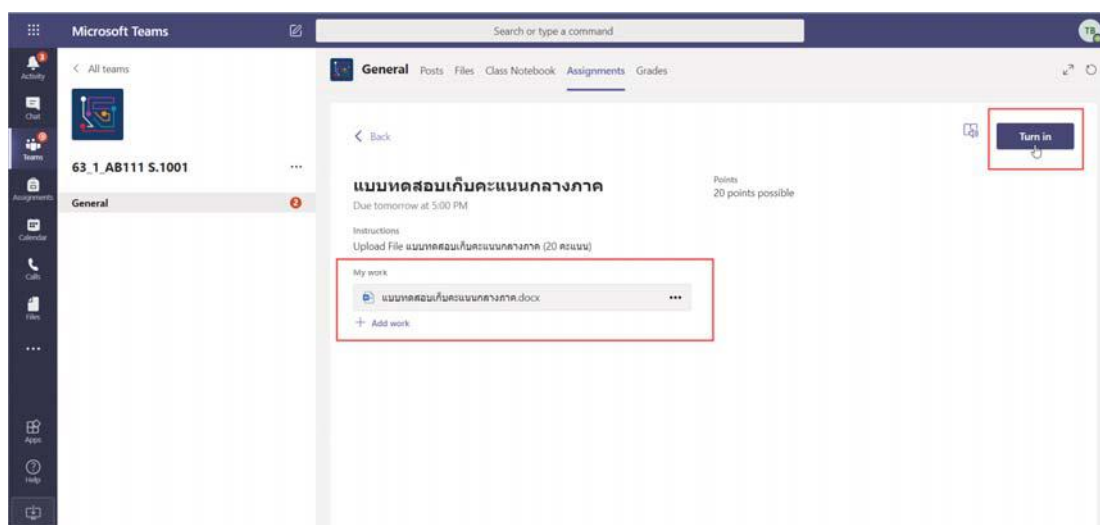 Microsoft Teams
Search or type a command
TB
Activity
Chat
Teams
Assignments
Calendar
Calls
Files
Apps
Help
All teams
63_1_AB111 S.1001
General
General Posts Files Class Notebook Assignments Grades
Back
Turn in
แบบทดสอบเก็บคะแนนกลางภาค
Due tomorrow at 5:00 PM
Points
20 points possible
Instructions
Upload File แบบทดสอบเก็บคะแนนกลางภาค (20 คะแนน)
My work
แบบทดสอบเก็บคะแนนกลางภาค.docx
+ Add work